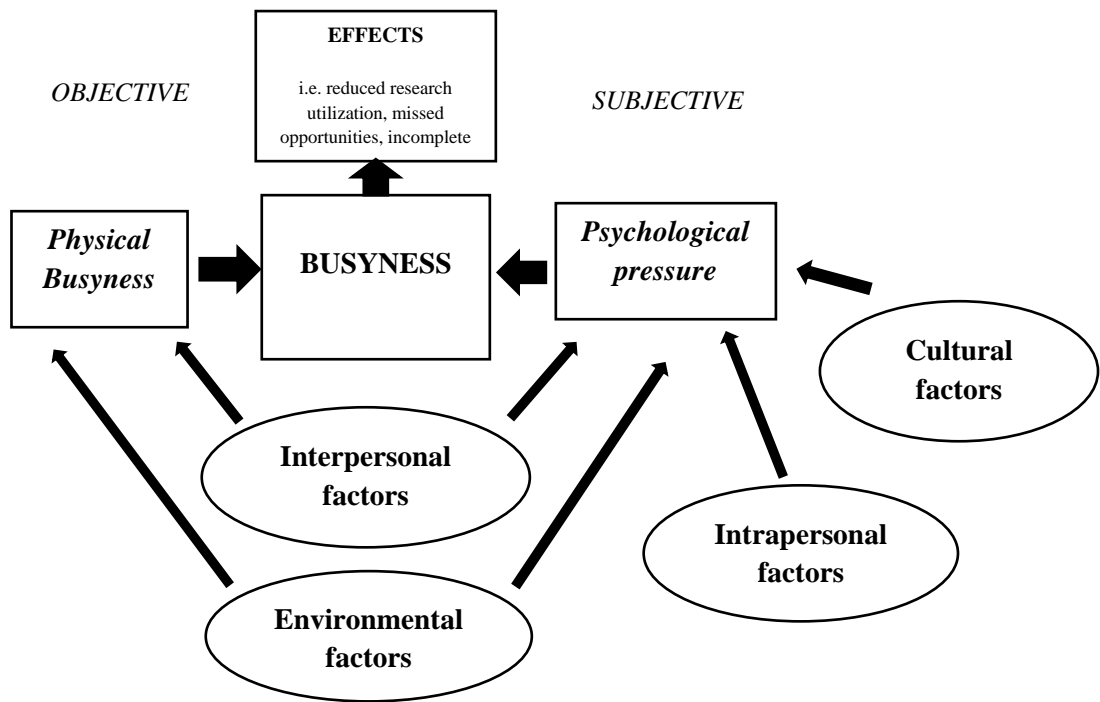 EFFECTS
i.e. reduced research
utilization, missed
opportunities, incomplete
OBJECTIVE
SUBJECTIVE
Physical
Busyness
BUSYNESS
Psychological
pressure
Cultural
factors
Interpersonal
factors
Intrapersonal
factors
Environmental
factors